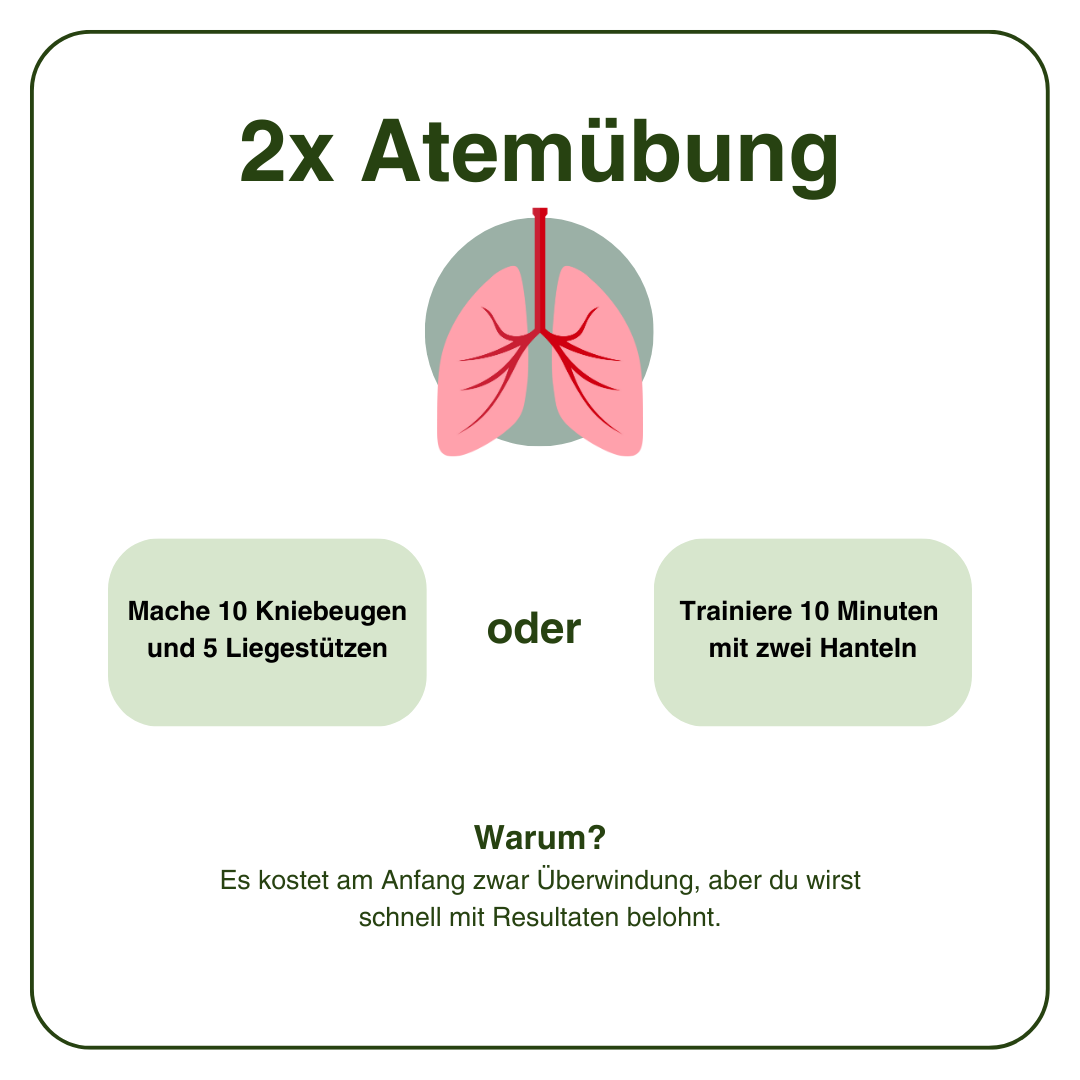 2x Atemübung
Mache 10 Kniebeugen
und 5 Liegestützen
oder
Trainiere 10 Minuten
mit zwei Hanteln
Warum?
Es kostet am Anfang zwar Überwindung, aber du wirst
schnell mit Resultaten belohnt.